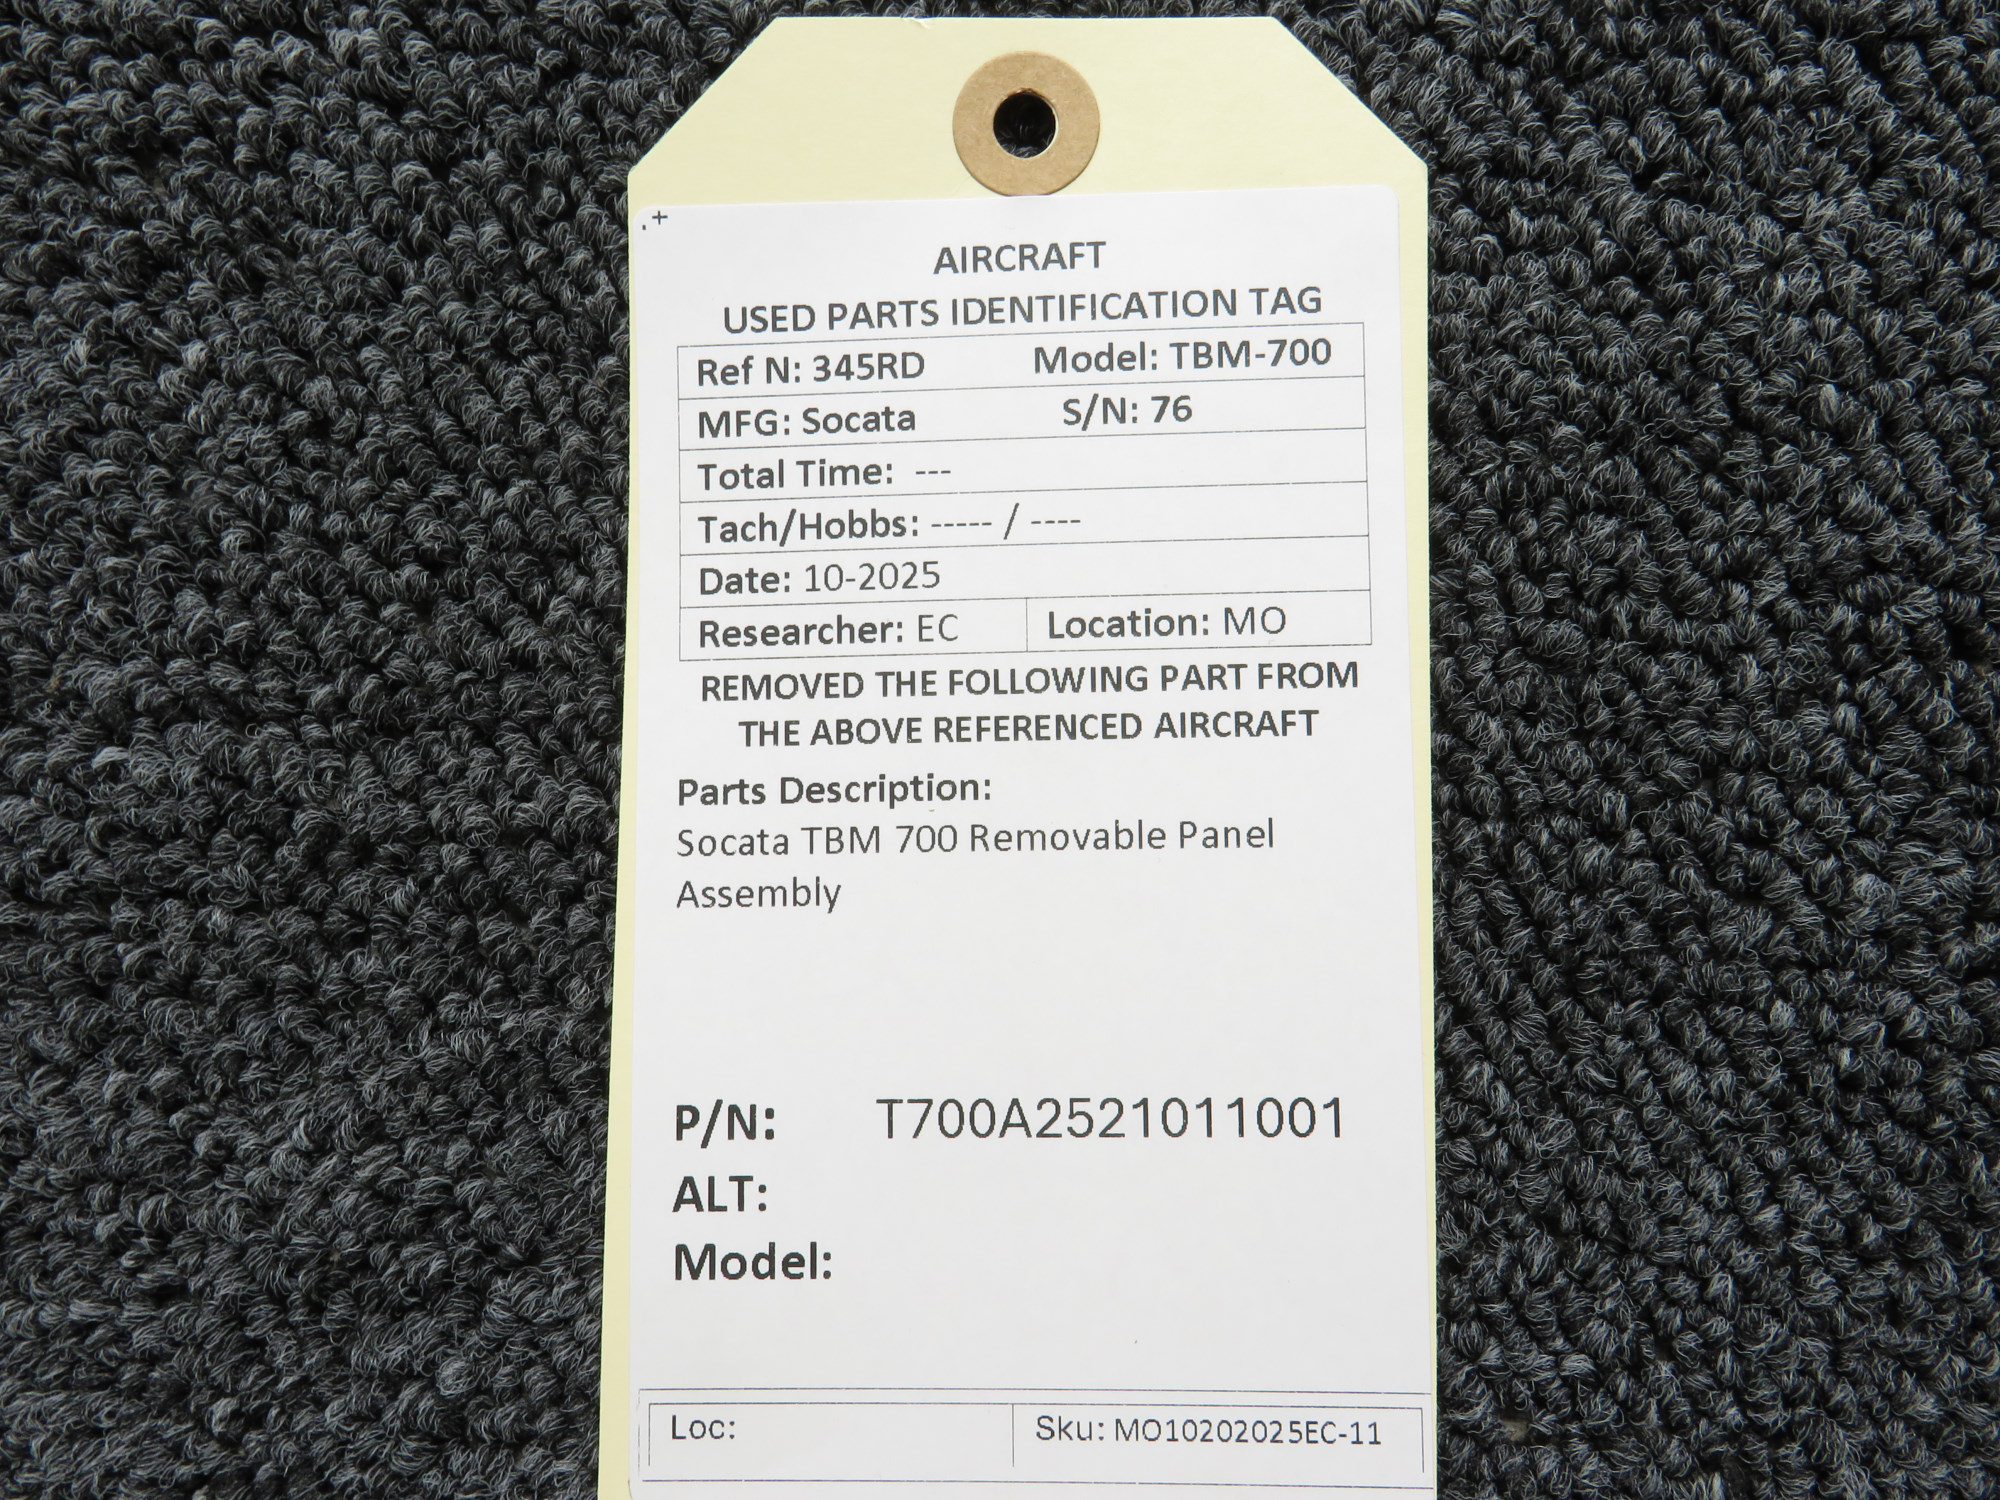 .+
AIRCRAFT
USED PARTS IDENTIFICATION TAG
Ref N: 345RD Model: TBM-700
MFG: Socata S/N: 76
Total Time: ---
Tach/Hobbs: ----- / ----
Date: 10-2025
Researcher: EC Location: MO
REMOVED THE FOLLOWING PART FROM
THE ABOVE REFERENCED AIRCRAFT
Parts Description:
Socata TBM 700 Removable Panel
Assembly
P/N: T700A2521011001
ALT:
Model:
Loc: Sku: MO10202025EC-11